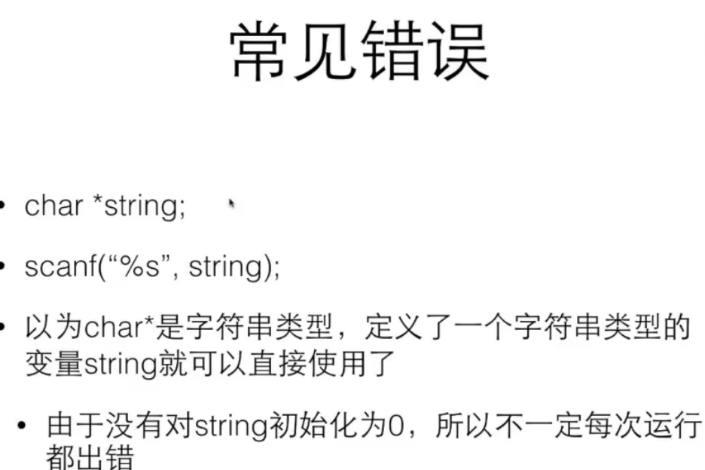 常见错误
• char *string;
• scanf(“%s”, string);
• 以为char*是字符串类型，定义了一个字符串类型的
变量string就可以直接使用了
• 由于没有对string初始化为0，所以不一定每次运行
都出错